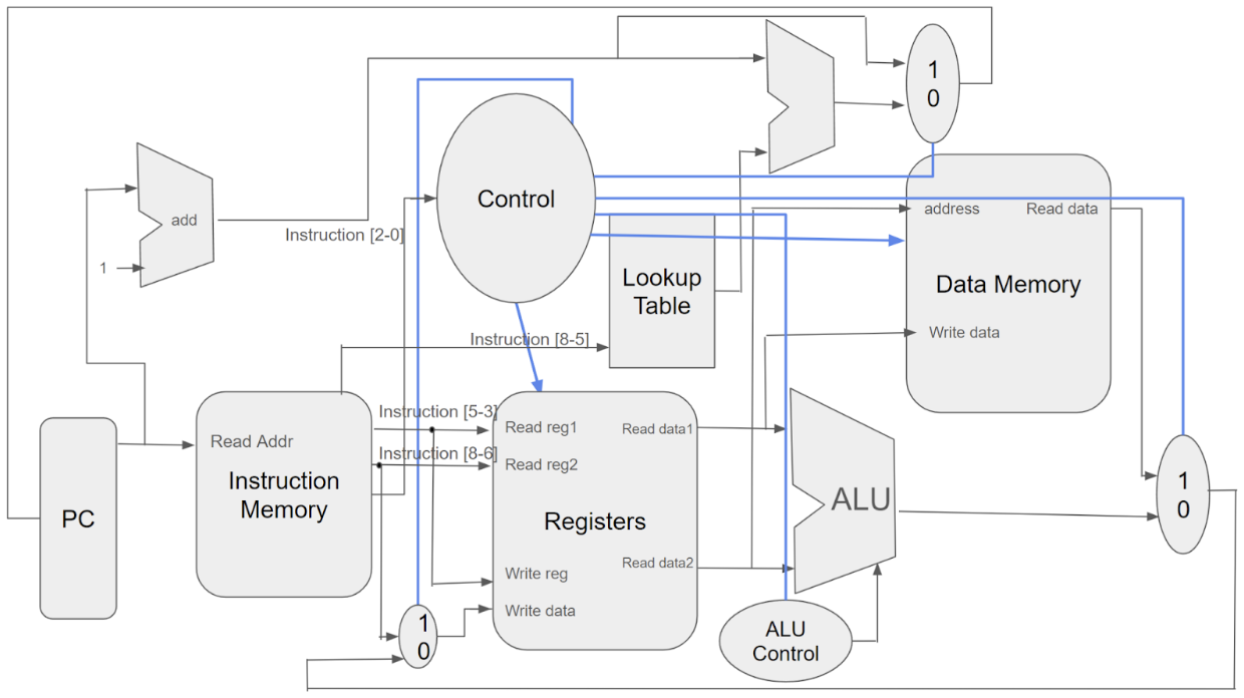 1
0
add
1
Instruction [2-0]
Control
Lookup
Table
address
Read data
Data Memory
Write data
Instruction [8-5]
PC
Read Addr
Instruction
Memory
Instruction [5-3]
Instruction [8-6]
Read reg1
Read data1
Read reg2
Registers
Read data2
Write reg
Write data
ALU
1
0
1
0
ALU
Control